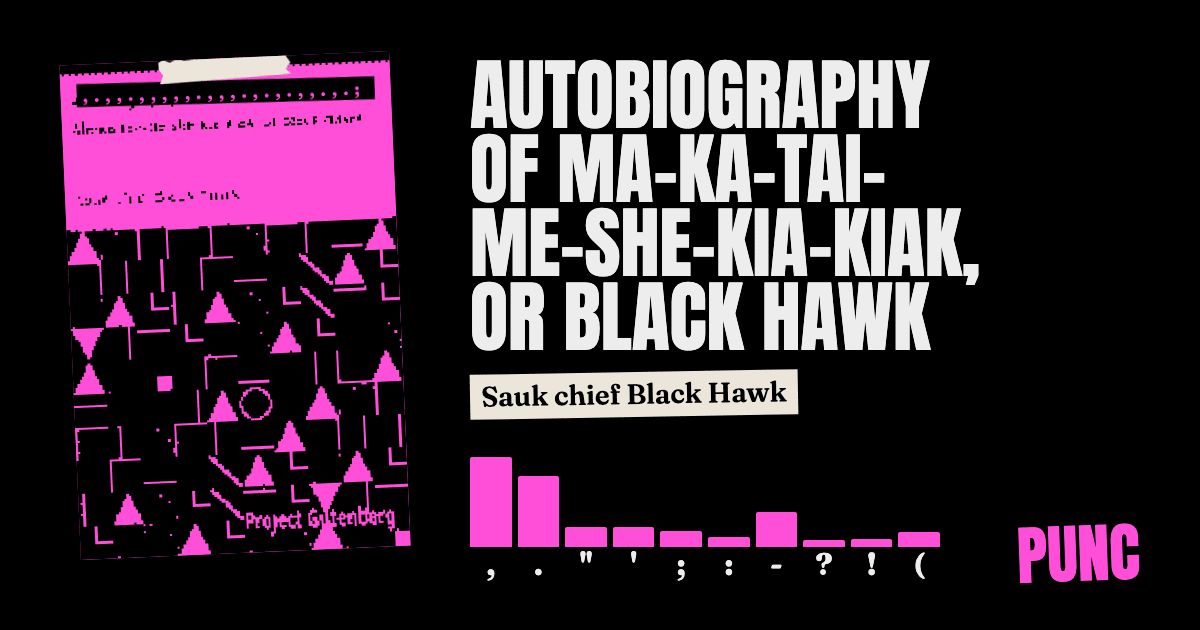 AUTOBIOGRAPHY
OF MA-KA-TAI-
ME-SHE-KIA-KIAK,
OR BLACK HAWK
Sauk chief Black Hawk
Project Gutenberg
, . " ' ; : - ? ! (
PUNC